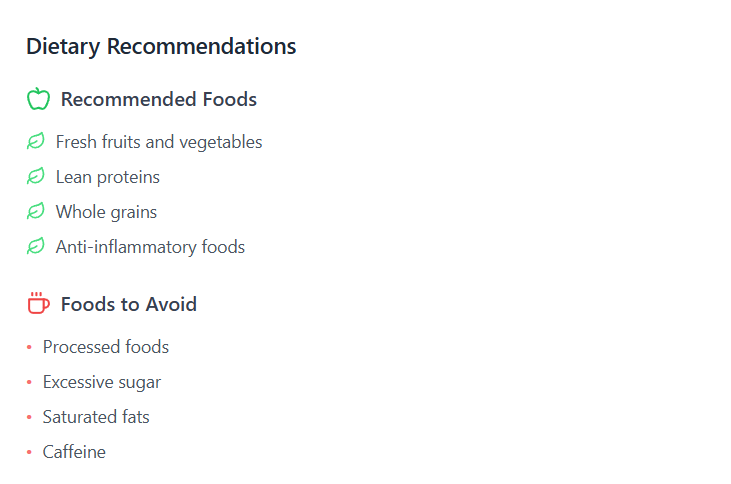 Dietary Recommendations
Recommended Foods
Fresh fruits and vegetables
Lean proteins
Whole grains
Anti-inflammatory foods
Foods to Avoid
Processed foods
Excessive sugar
Saturated fats
Caffeine